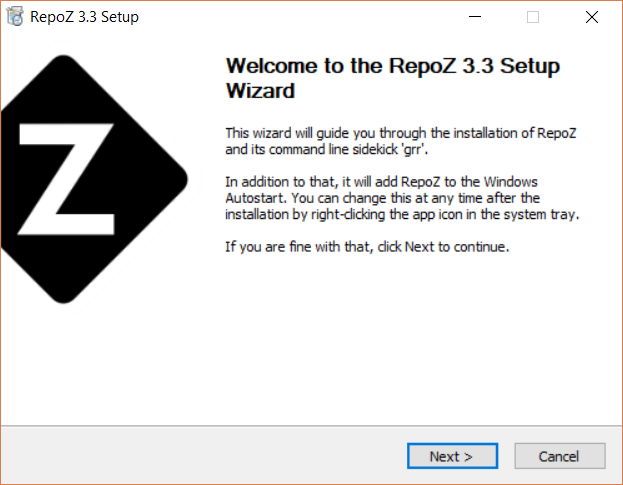 RepoZ 3.3 Setup
Welcome to the RepoZ 3.3 Setup
Wizard
This wizard will guide you through the installation of RepoZ
and its command line sidekick 'grr'.
In addition to that, it will add RepoZ to the Windows
Autostart. You can change this at any time after the
installation by right-clicking the app icon in the system tray.
If you are fine with that, click Next to continue.
Z
Next >
Cancel